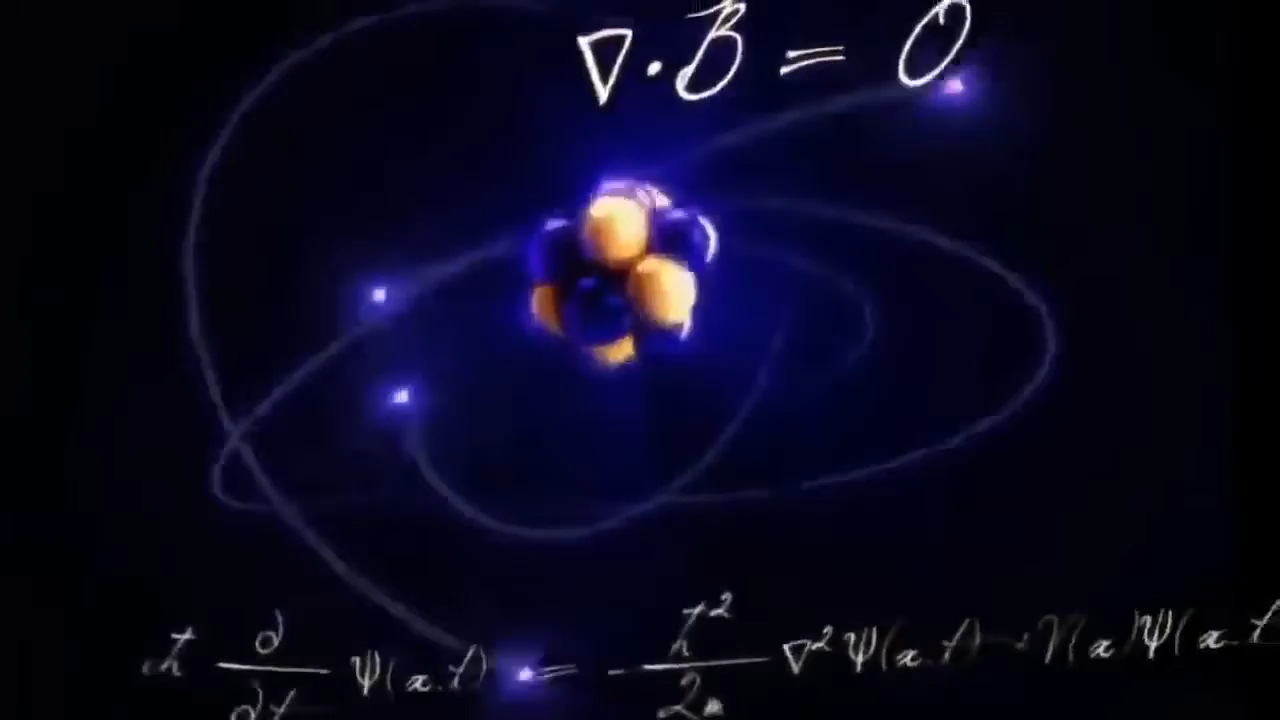 ∇·B⃗ = 0
iħ ∂/∂t ψ(x,t) = - ħ²/2m ∇²ψ(x,t) + V(x)ψ(x,t